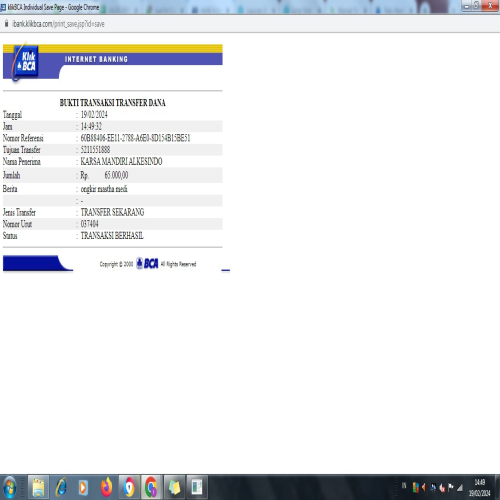 klikBCA Individual Save Page - Google Chrome
ibank.klikbca.com/print_save.jsp?id=save
Klik BCA
INTERNET BANKING
BUKTI TRANSAKSI TRANSFER DANA
Tanggal : 19/02/2024
Jam : 14:49:32
Nomor Referensi : 60B88406-EE11-2788-A6E0-8D154B15BE51
Tujuan Transfer : 5211551888
Nama Penerima : KARSA MANDIRI ALKESINDO
Jumlah : Rp. 65.000,00
Berita : ongkir mastha medi
: -
Jenis Transfer : TRANSFER SEKARANG
Nomor Urut : 037404
Status : TRANSAKSI BERHASIL
Copyright © 2000 BCA All Rights Reserved
IN
14:49
19/02/2024